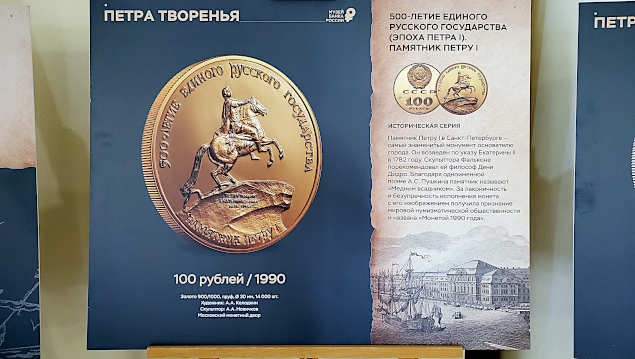 ПЕТРА ТВОРЕНЬЯ
МУЗЕЙ
БАНКА
РОССИИ
500-ЛЕТИЕ ЕДИНОГО РУССКОГО ГОСУДАРСТВА
ПАМЯТНИК ПЕТРУ I
100 рублей / 1990
Золото 900/1000, пруф, Ø 30 мм, 14 000 шт.
Художник: А.А. Колодкин
Скульптор: А.А. Новичков
Московский монетный двор
500-ЛЕТИЕ ЕДИНОГО
РУССКОГО ГОСУДАРСТВА
(ЭПОХА ПЕТРА I).
ПАМЯТНИК ПЕТРУ I
СССР
100
РУБЛЕЙ
ИСТОРИЧЕСКАЯ СЕРИЯ
Памятник Петру I в Санкт-Петербурге –
самый знаменитый монумент основателю
города. Он возведен по указу Екатерины II
в 1782 году. Скульптора Фальконе
порекомендовал ей философ Дени
Дидро. Благодаря одноименной
поэме А.С. Пушкина памятник называют
«Медным всадником». За лаконичность
и безупречность исполнения монета
с его изображением получила признание
мировой нумизматической общественности
и названа «Монетой 1990 года».
ПЕТР